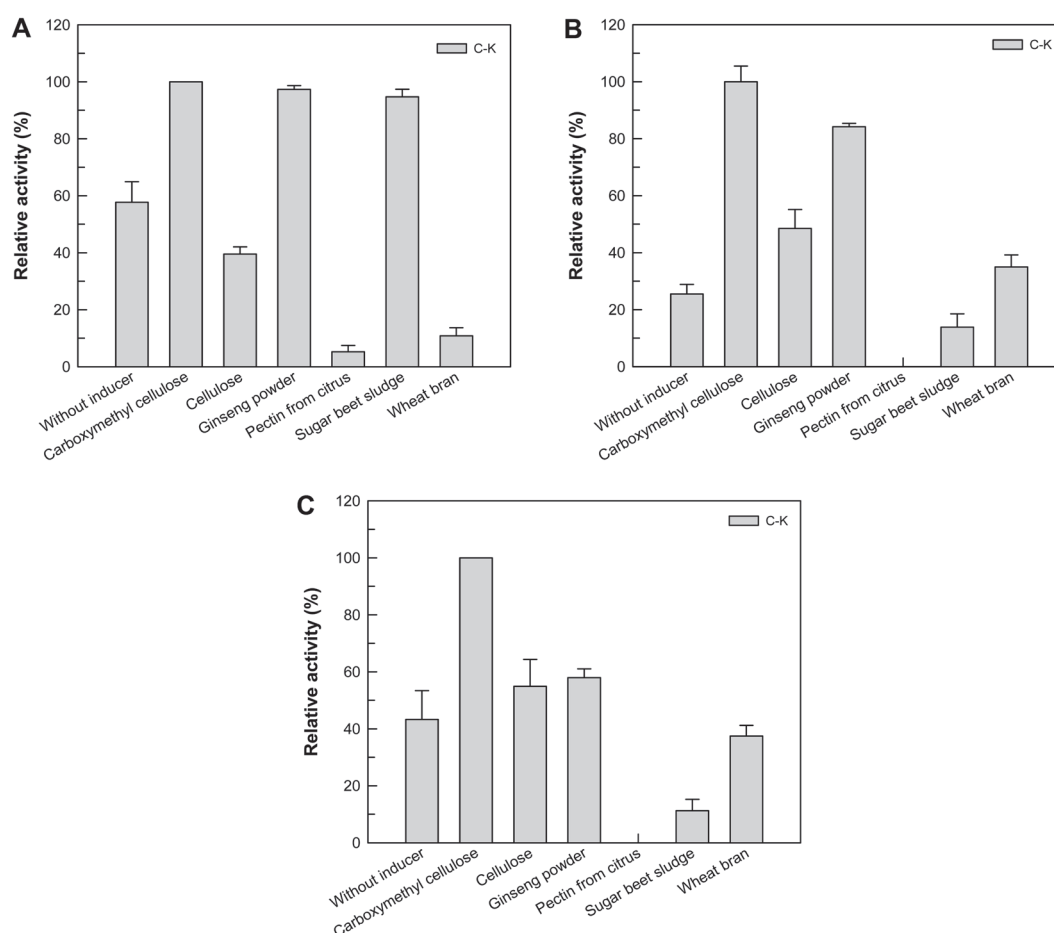 A
Relative activity (%)
120
100
80
60
40
20
0
C-K
Without inducer
Carboxymethyl cellulose
Cellulose
Ginseng powder
Pectin from citrus
Sugar beet sludge
Wheat bran
B
Relative activity (%)
120
100
80
60
40
20
0
C-K
Without inducer
Carboxymethyl cellulose
Cellulose
Ginseng powder
Pectin from citrus
Sugar beet sludge
Wheat bran
C
Relative activity (%)
120
100
80
60
40
20
0
C-K
Without inducer
Carboxymethyl cellulose
Cellulose
Ginseng powder
Pectin from citrus
Sugar beet sludge
Wheat bran